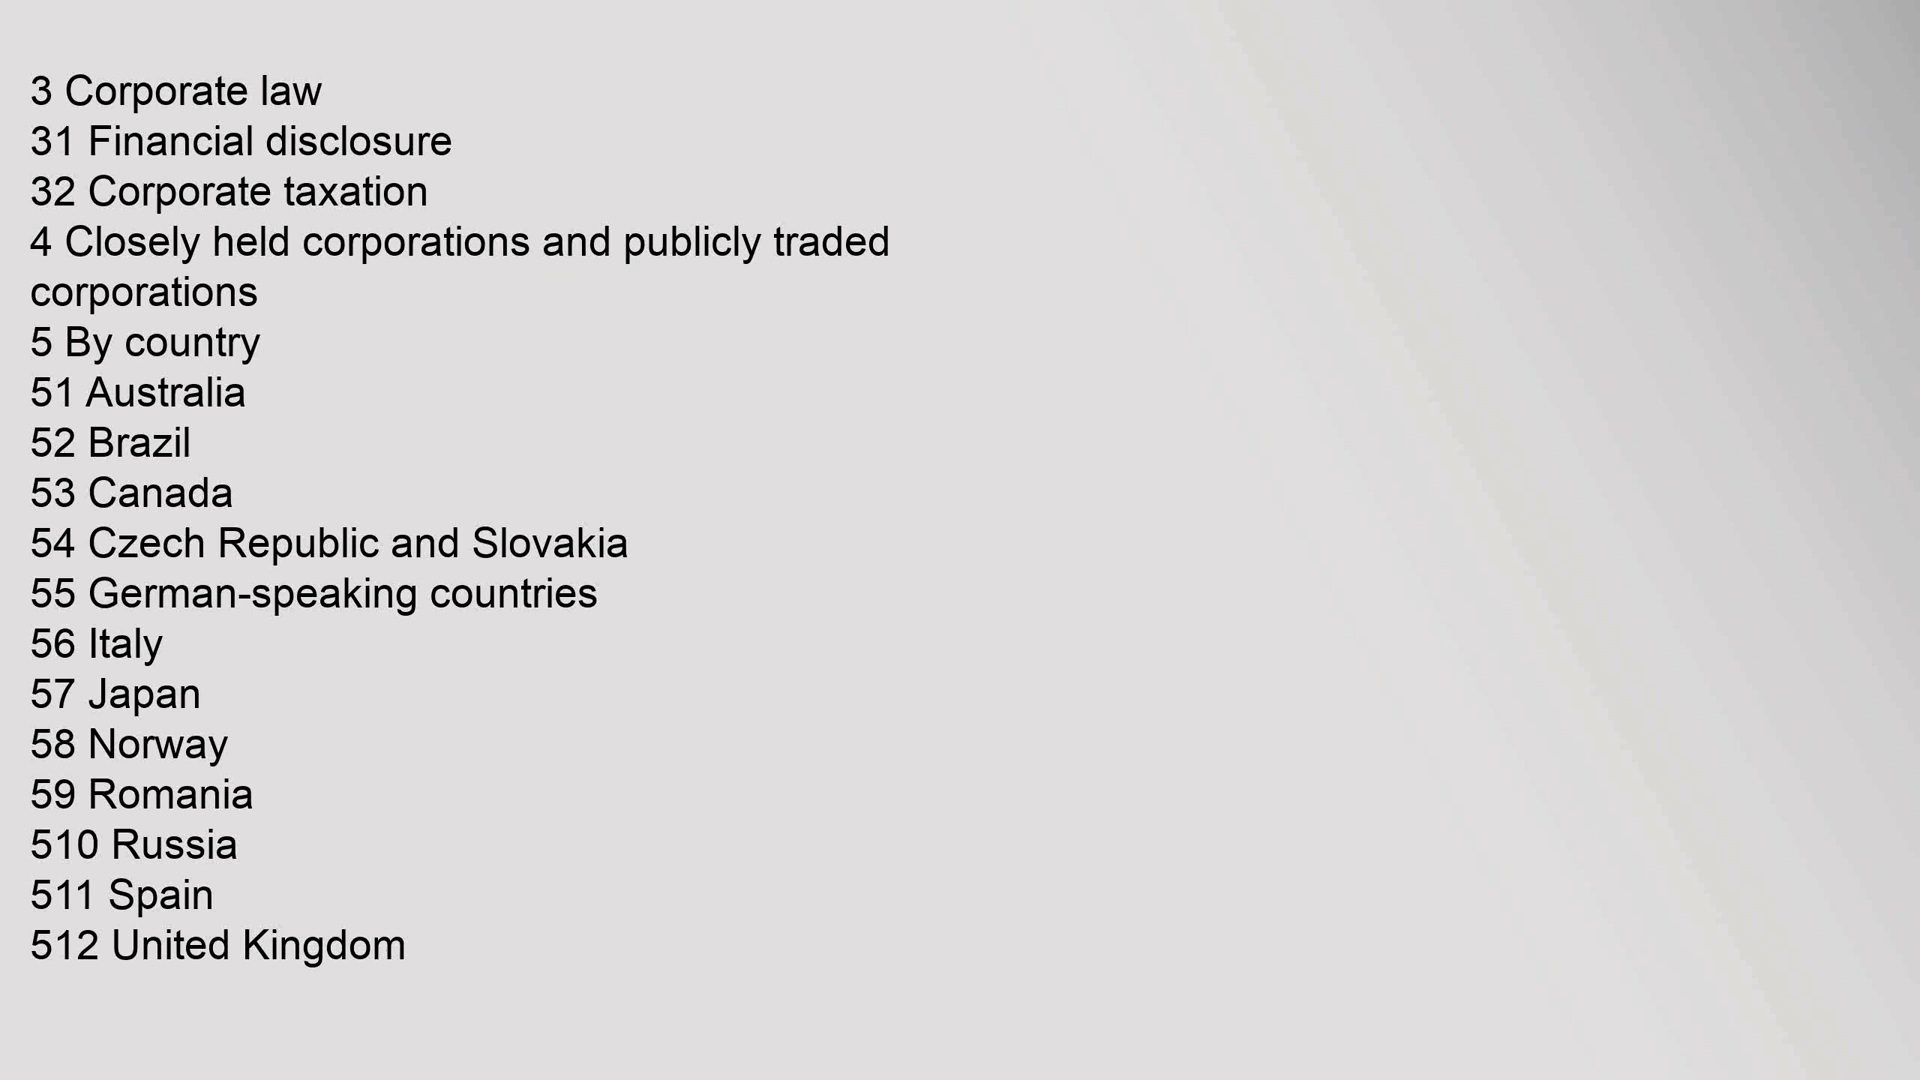 3 Corporate law
31 Financial disclosure
32 Corporate taxation
4 Closely held corporations and publicly traded
corporations
5 By country
51 Australia
52 Brazil
53 Canada
54 Czech Republic and Slovakia
55 German-speaking countries
56 Italy
57 Japan
58 Norway
59 Romania
510 Russia
511 Spain
512 United Kingdom